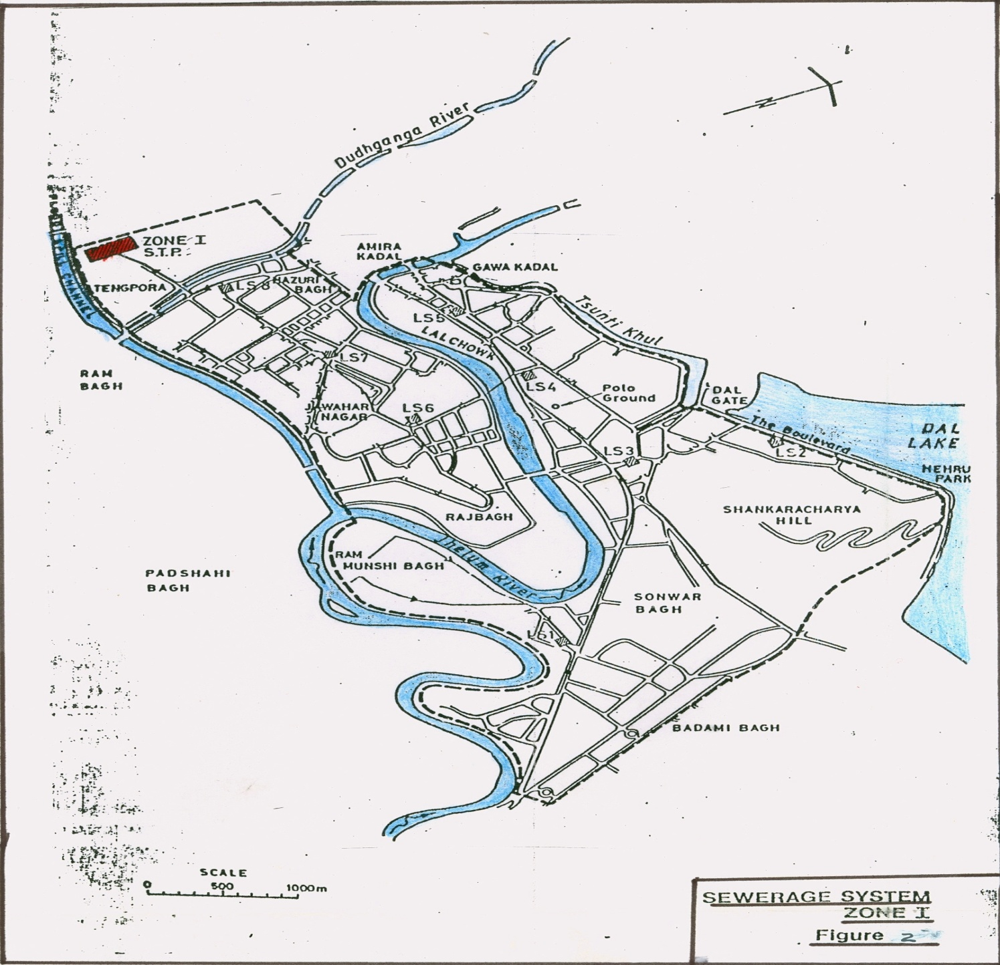 N
Dudhganga River
ZONE I
S.T.P.
AMIRA
KADAL
GAWA KADAL
TENGPORA
LS8
HAZURI
BAGH
CHANNEL
Tsunti Khul
LS5
LAL CHOWK
LS7
LS4
Polo
Ground
DAL
GATE
RAM
BAGH
JAWAHAR
NAGAR
LS6
The Boulevard
DAL
LAKE
LS3
LS2
NEHRU
PARK
RAJBAGH
SHANKARACHARYA
HILL
Jhelum River
RAM
MUNSHI BAGH
PADSHAHI
BAGH
SONWAR
BAGH
LS1
BADAMI BAGH
SCALE
0 500 1000m
SEWERAGE SYSTEM
ZONE I
Figure 2